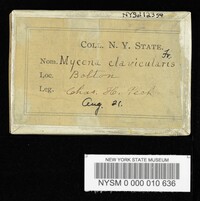 NYSf12554
Col. N. Y. State.
Nom. Mycena clavicularis Fr
Loc. Bolton
Leg. Chas. H. Peck
Aug 21.
NEW YORK STATE MUSEUM
NYSM 0 000 010 636